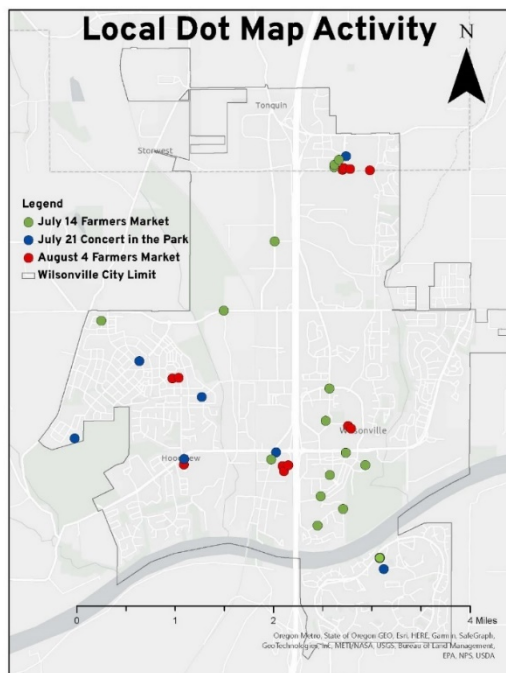 Local Dot Map Activity
N
Tonquin
Legend
July 14 Farmers Market
July 21 Concert in the Park
August 4 Farmers Market
Wilsonville City Limit
Wilsonville
0 1 2 4 Miles
Oregon Metro, State of Oregon GEO, Esri, HERE, Garmin, SafeGraph,
GeoTechnologies, Inc, METI/NASA, USGS, Bureau of Land Management,
EPA, NPS, USDA